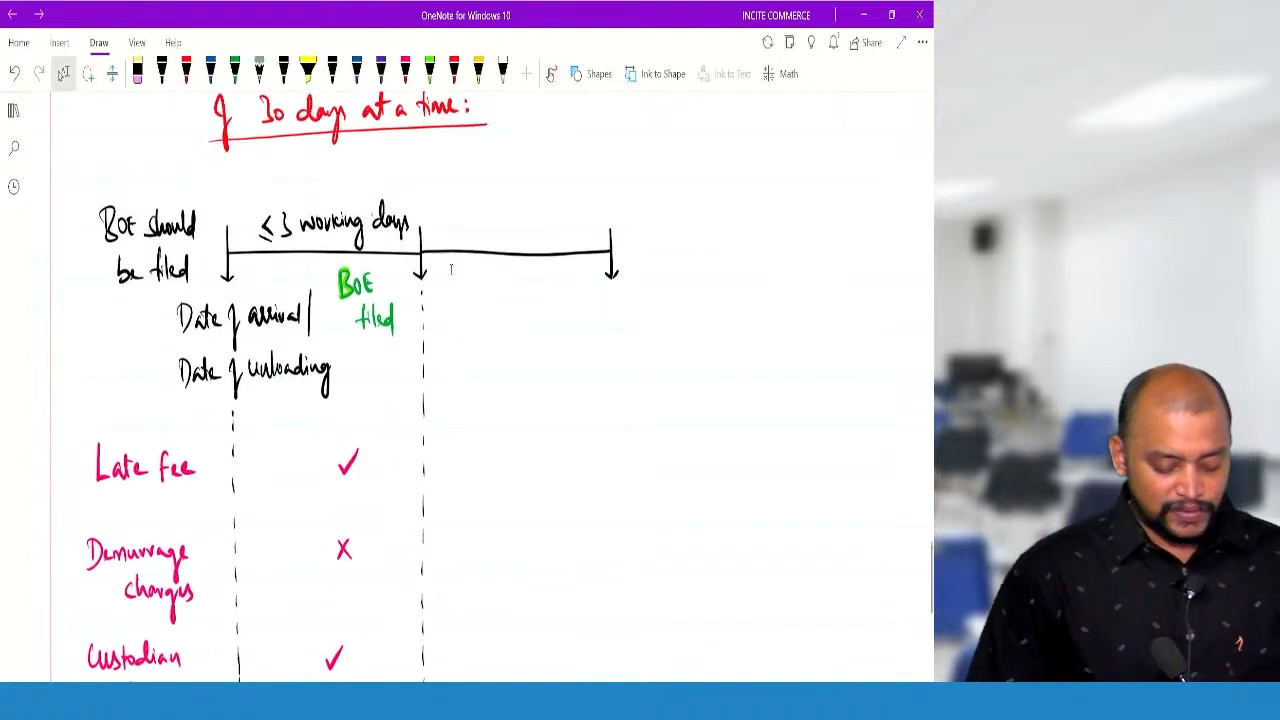 OneNote for Windows 10
INCITE COMMERCE
Home Insert Draw View Help
Share
Shapes Ink to Shape Ink to Text Math
of 30 days at a time:
BOE should
be filed
≤ 3 working days
BOE
filed
Date of arrival/
Date of unloading
Late fee ✓
Demurrage X
charges
Custodian ✓